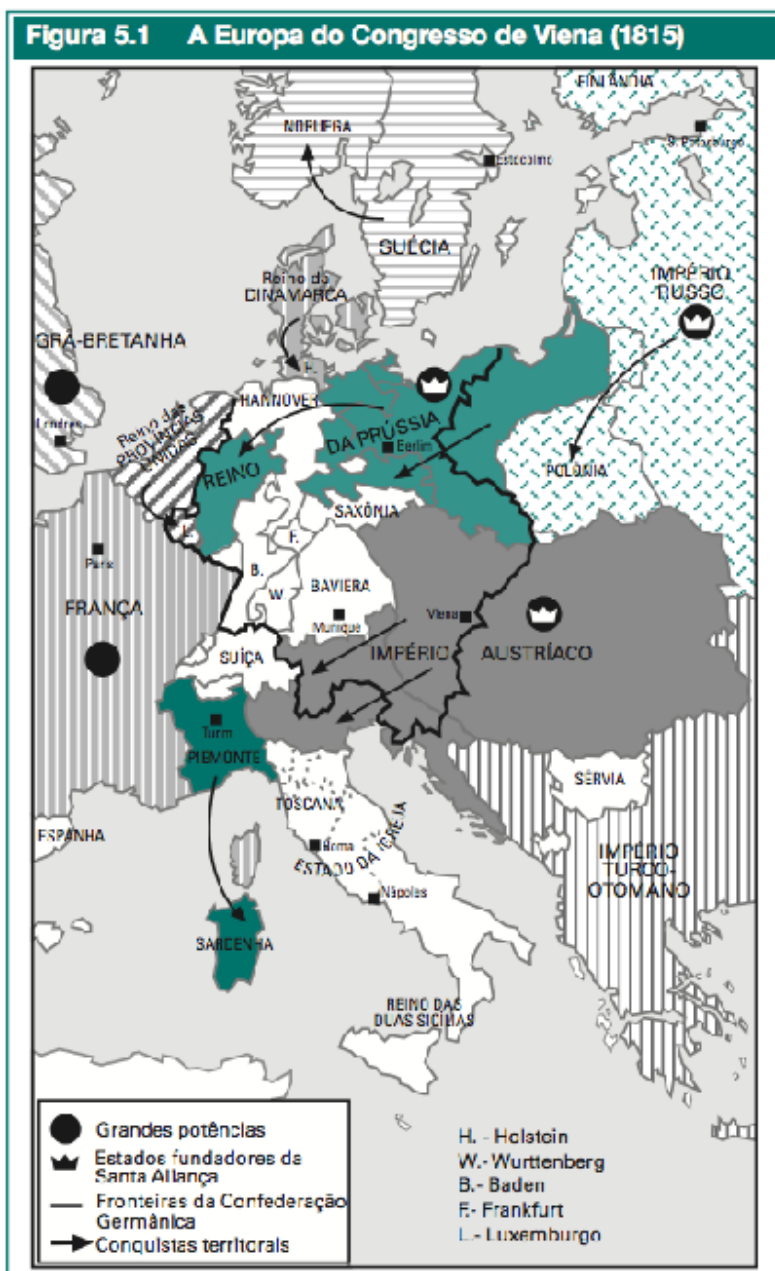 Figura 5.1 A Europa do Congresso de Viena (1815)
FINLÂNDIA
NORUEGA
S. Petersburgo
Estocolmo
SUÉCIA
Reino da
DINAMARCA
IMPÉRIO
RUSSO
GRÃ-BRETANHA
H.
HANNOVER
Londres
Reino das
PROVÍNCIAS
UNIDAS
DA PRÚSSIA
Berlim
REINO
POLÔNIA
SAXÔNIA
L.
F.
Paris
B.
BAVIERA
W.
FRANÇA
Munique
Viena
SUÍÇA
IMPÉRIO AUSTRÍACO
Turim
PIEMONTE
SÉRVIA
TOSCANA
ESPANHA
Roma
ESTADO DA IGREJA
IMPÉRIO
TURCO-
OTOMANO
Nápoles
SARDENHA
REINO DAS
DUAS SICÍLIAS
Grandes potências
Estados fundadores da
Santa Aliança
Fronteiras da Confederação
Germânica
Conquistas territorais
H. - Holstein
W.- Wurttenberg
B.- Baden
F.- Frankfurt
L.- Luxemburgo